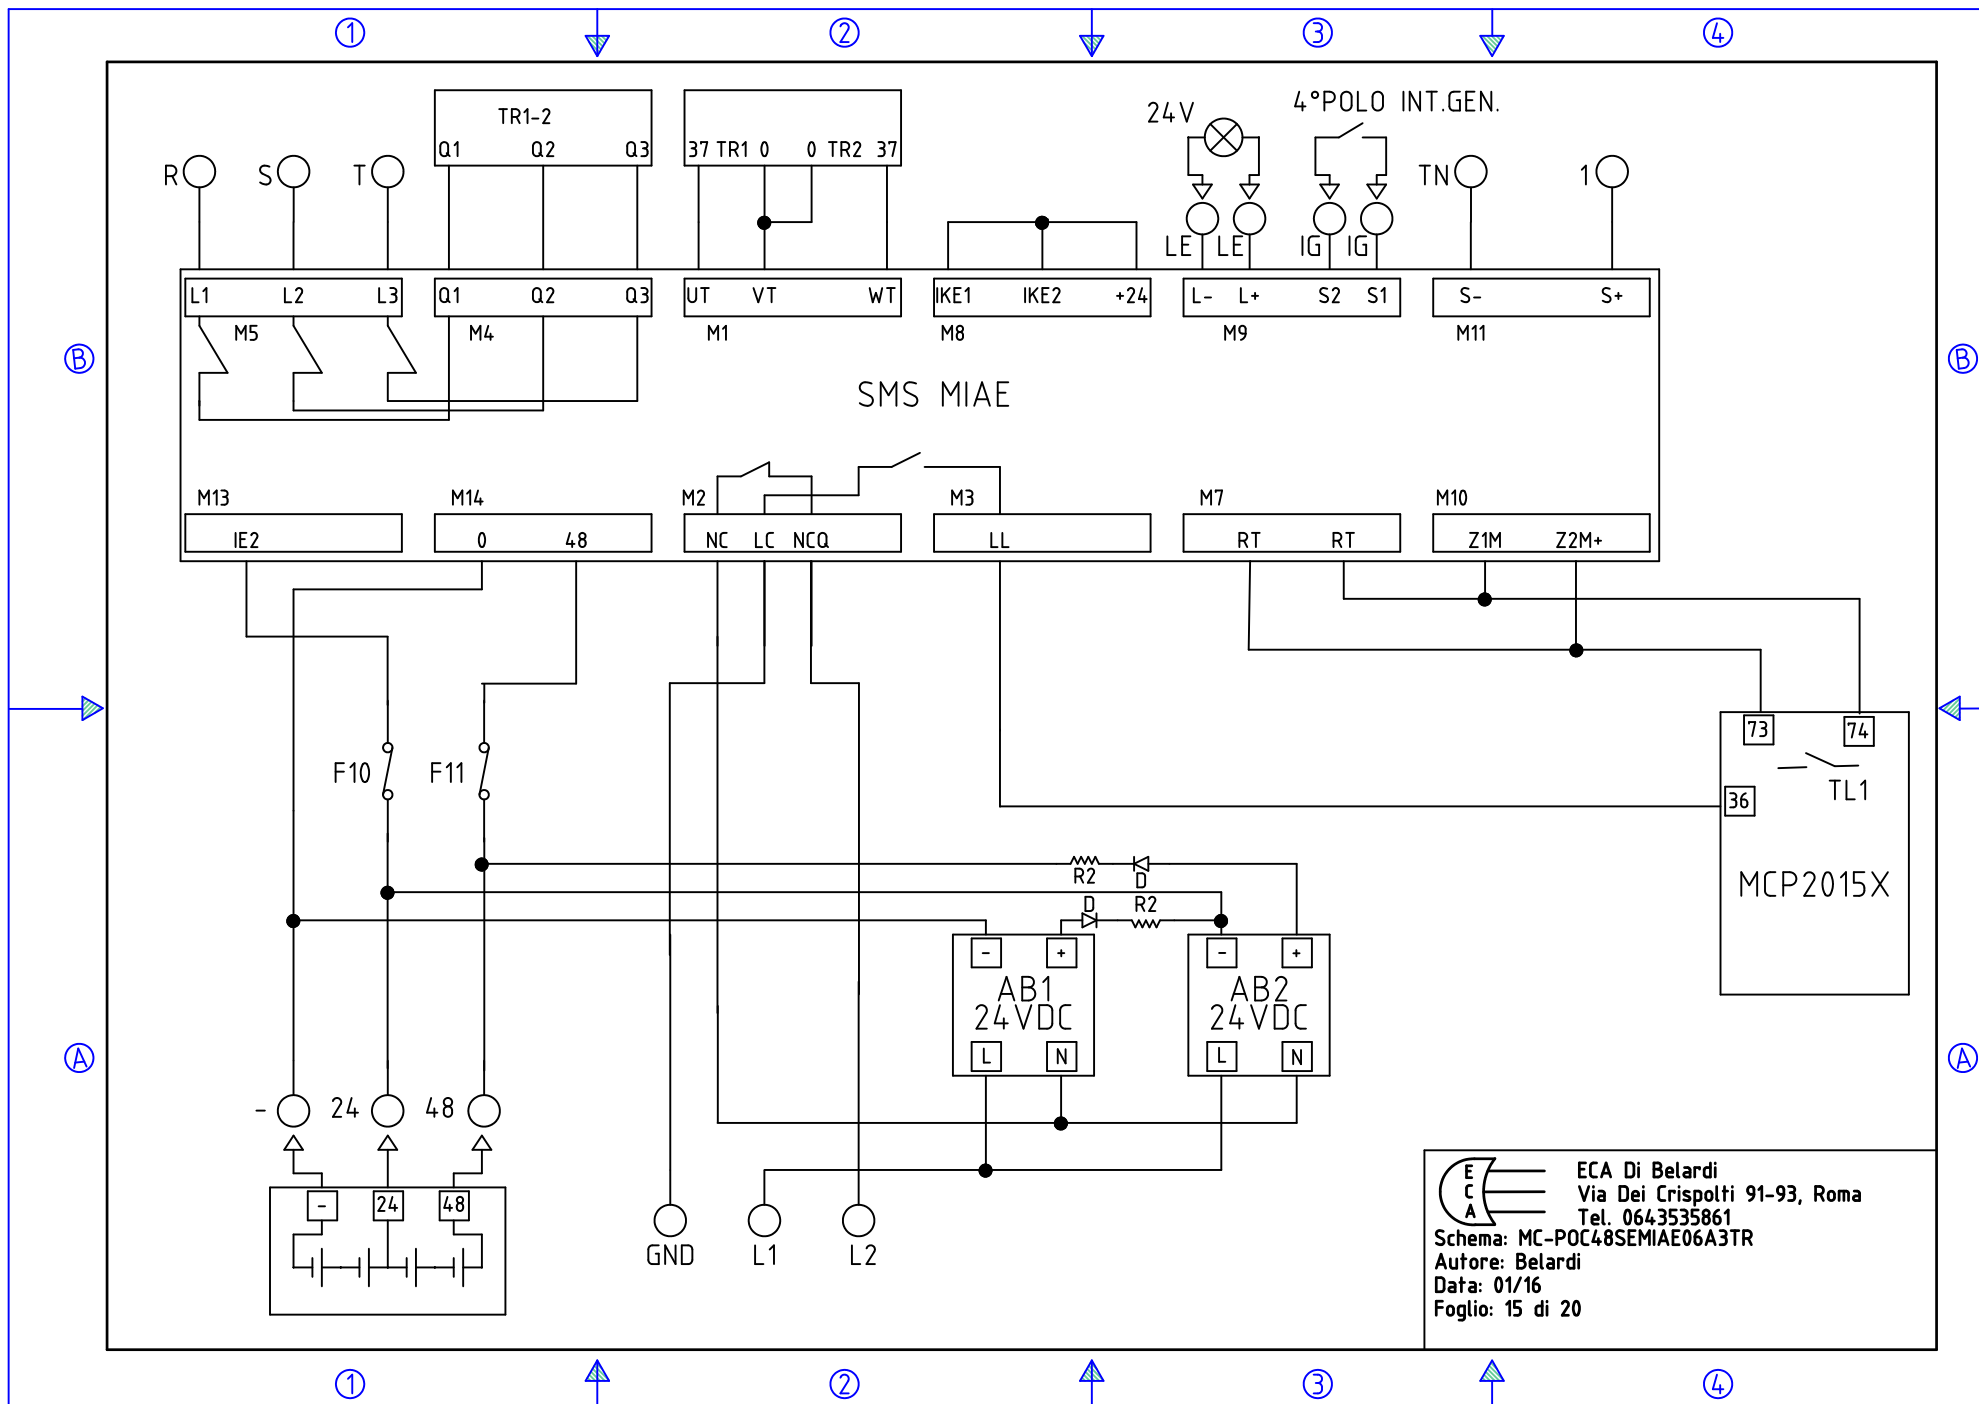 1 2 3 4
TR1-2
Q1 Q2 Q3
37 TR1 0 0 TR2 37
24V
4°POLO INT.GEN.
R S T
TN 1
LE LE IG IG
L1 L2 L3
Q1 Q2 Q3
UT VT WT
IKE1 IKE2 +24
L- L+ S2 S1
S- S+
M5 M4 M1 M8 M9 M11
B B
SMS MIAE
M13 M14 M2 M3 M7 M10
IE2
0 48
NC LC NCQ
LL
RT RT
Z1M Z2M+
73 74
TL1
36
MCP2015X
F10 F11
R2 D
D R2
- + - +
AB1
24VDC
AB2
24VDC
L N L N
A A
- 24 48
- 24 48
GND L1 L2
E
C
A
ECA Di Belardi
Via Dei Crispolti 91-93, Roma
Tel. 0643535861
Schema: MC-POC48SEMIAE06A3TR
Autore: Belardi
Data: 01/16
Foglio: 15 di 20
1 2 3 4